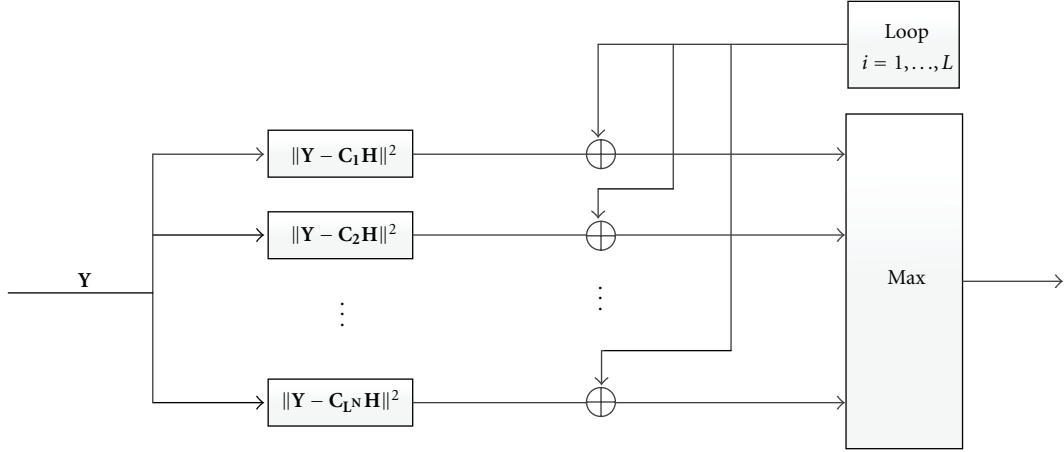 Loop
i = 1,...,L
‖Y − C₁H‖²
‖Y − C₂H‖²
Y
⋮
⋮
Max
‖Y − C_{L^N}H‖²